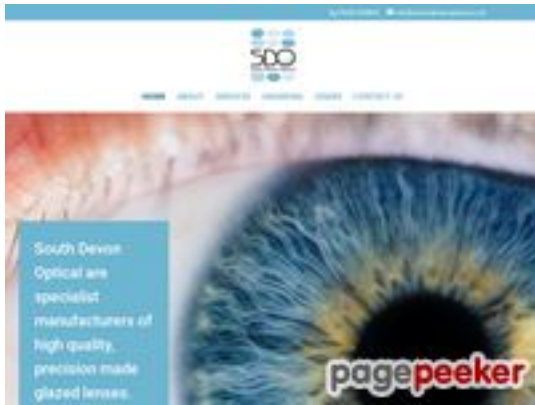 SDO
HOME ABOUT SERVICES ORDERING CONTACT US
South Devon
Optical are
specialist
manufacturers of
high quality,
precision made
glazed lenses.
pagepeeker